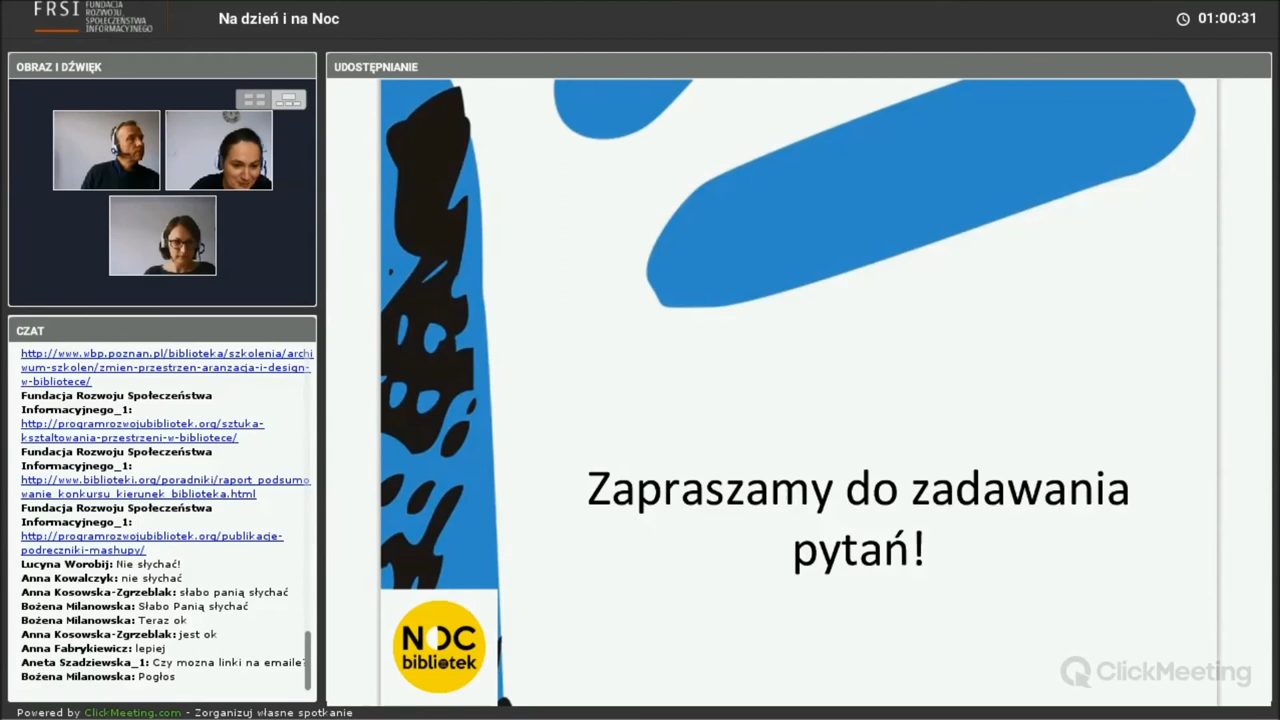 FRSI
FUNDACJA
ROZWOJU
SPOŁECZEŃSTWA
INFORMACYJNEGO
Na dzień i na Noc
01:00:31
OBRAZ I DŹWIĘK
CZAT
http://www.wbp.poznan.pl/biblioteka/szkolenia/archi
wum-szkolen/zmien-przestrzen-aranzacja-i-design-
w-bibliotece/
Fundacja Rozwoju Społeczeństwa
Informacyjnego_1:
http://programrozwojubibliotek.org/sztuka-
ksztaltowania-przestrzeni-w-bibliotece/
Fundacja Rozwoju Społeczeństwa
Informacyjnego_1:
http://www.biblioteki.org/poradniki/raport_podsumo
wanie_konkursu_kierunek_biblioteka.html
Fundacja Rozwoju Społeczeństwa
Informacyjnego_1:
http://programrozwojubibliotek.org/publikacje-
podreczniki-mashupy/
Lucyna Worobij: Nie słychać!
Anna Kowalczyk: nie słychać
Anna Kosowska-Zgrzeblak: słabo panią słychać
Bożena Milanowska: Słabo Panią słychać
Bożena Milanowska: Teraz ok
Anna Kosowska-Zgrzeblak: jest ok
Anna Fabrykiewicz: lepiej
Aneta Szadziewska_1: Czy mozna linki na emaile?
Bożena Milanowska: Pogłos
UDOSTĘPNIANIE
Zapraszamy do zadawania
pytań!
NOC
bibliotek
ClickMeeting
Powered by ClickMeeting.com - Zorganizuj własne spotkanie